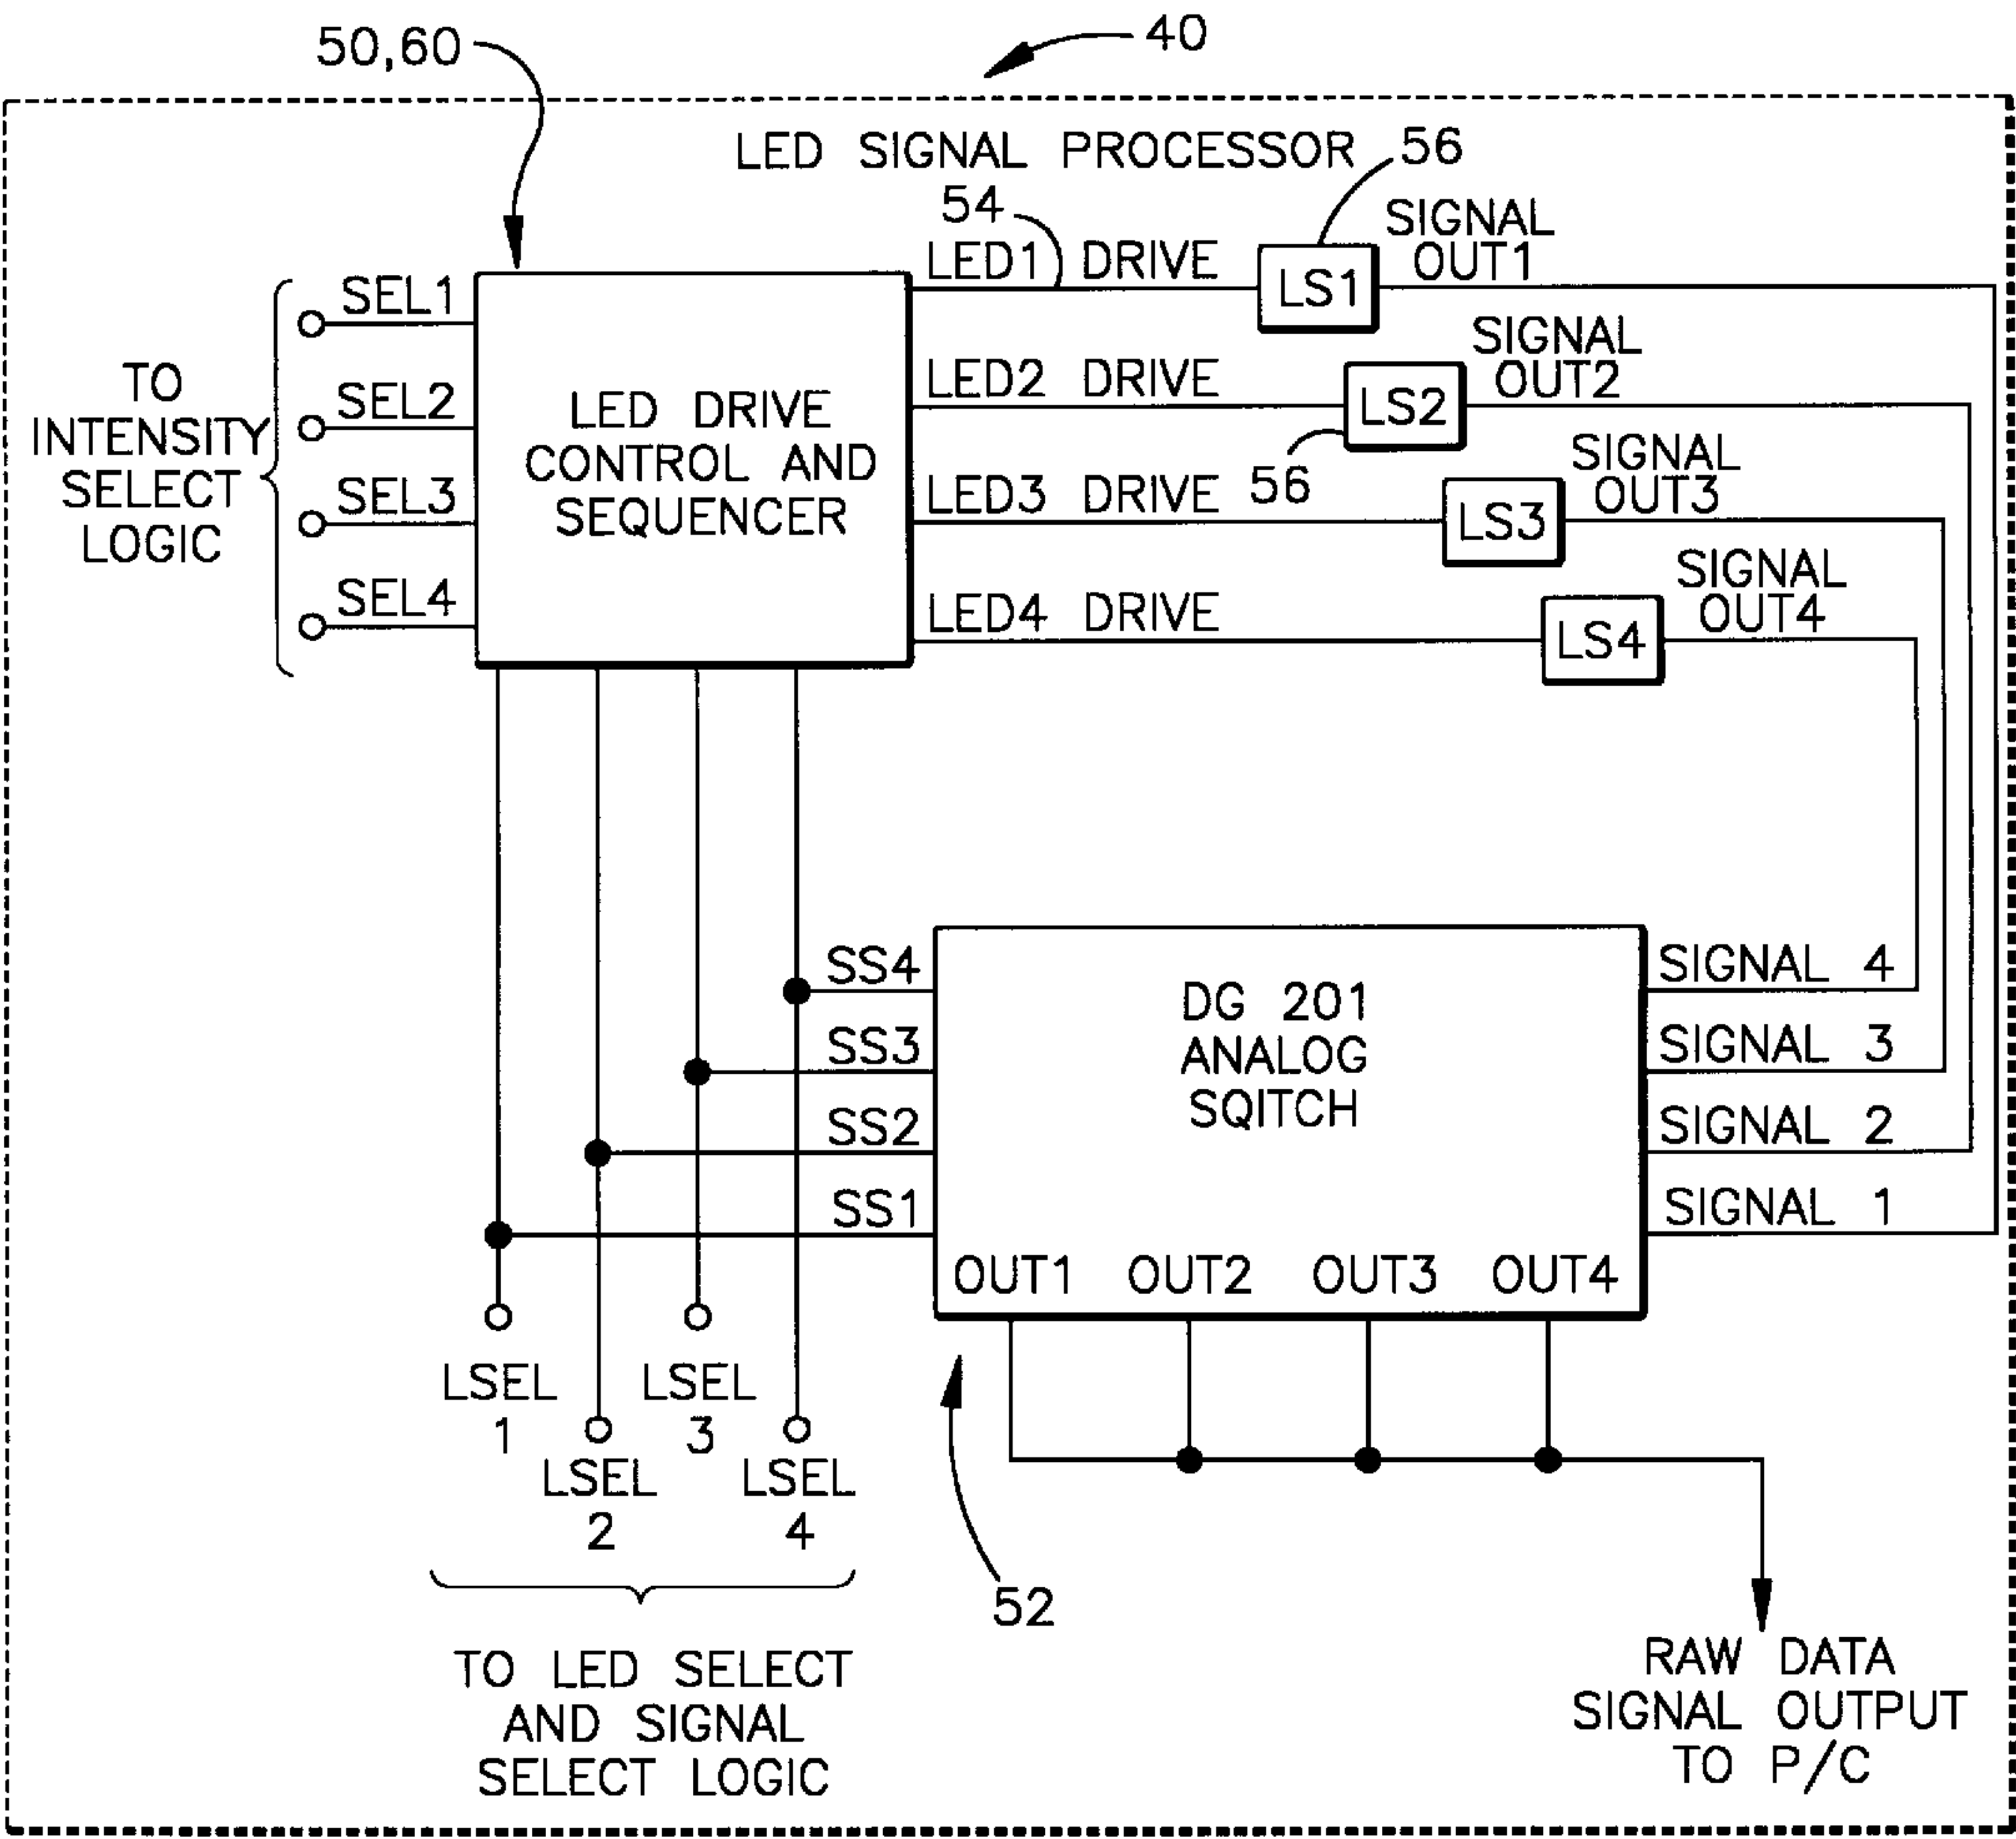 50,60
40
LED SIGNAL PROCESSOR
56
54
SIGNAL
OUT1
LED1 DRIVE
LS1
SEL1
TO
INTENSITY
SELECT
LOGIC
SEL2
SEL3
SEL4
LED DRIVE
CONTROL AND
SEQUENCER
LED2 DRIVE
LS2
SIGNAL
OUT2
56
LED3 DRIVE
LS3
SIGNAL
OUT3
LED4 DRIVE
LS4
SIGNAL
OUT4
SS4
SS3
SS2
SS1
DG 201
ANALOG
SQITCH
SIGNAL 4
SIGNAL 3
SIGNAL 2
SIGNAL 1
OUT1 OUT2 OUT3 OUT4
LSEL
1
LSEL
2
LSEL
3
LSEL
4
52
TO LED SELECT
AND SIGNAL
SELECT LOGIC
RAW DATA
SIGNAL OUTPUT
TO P/C